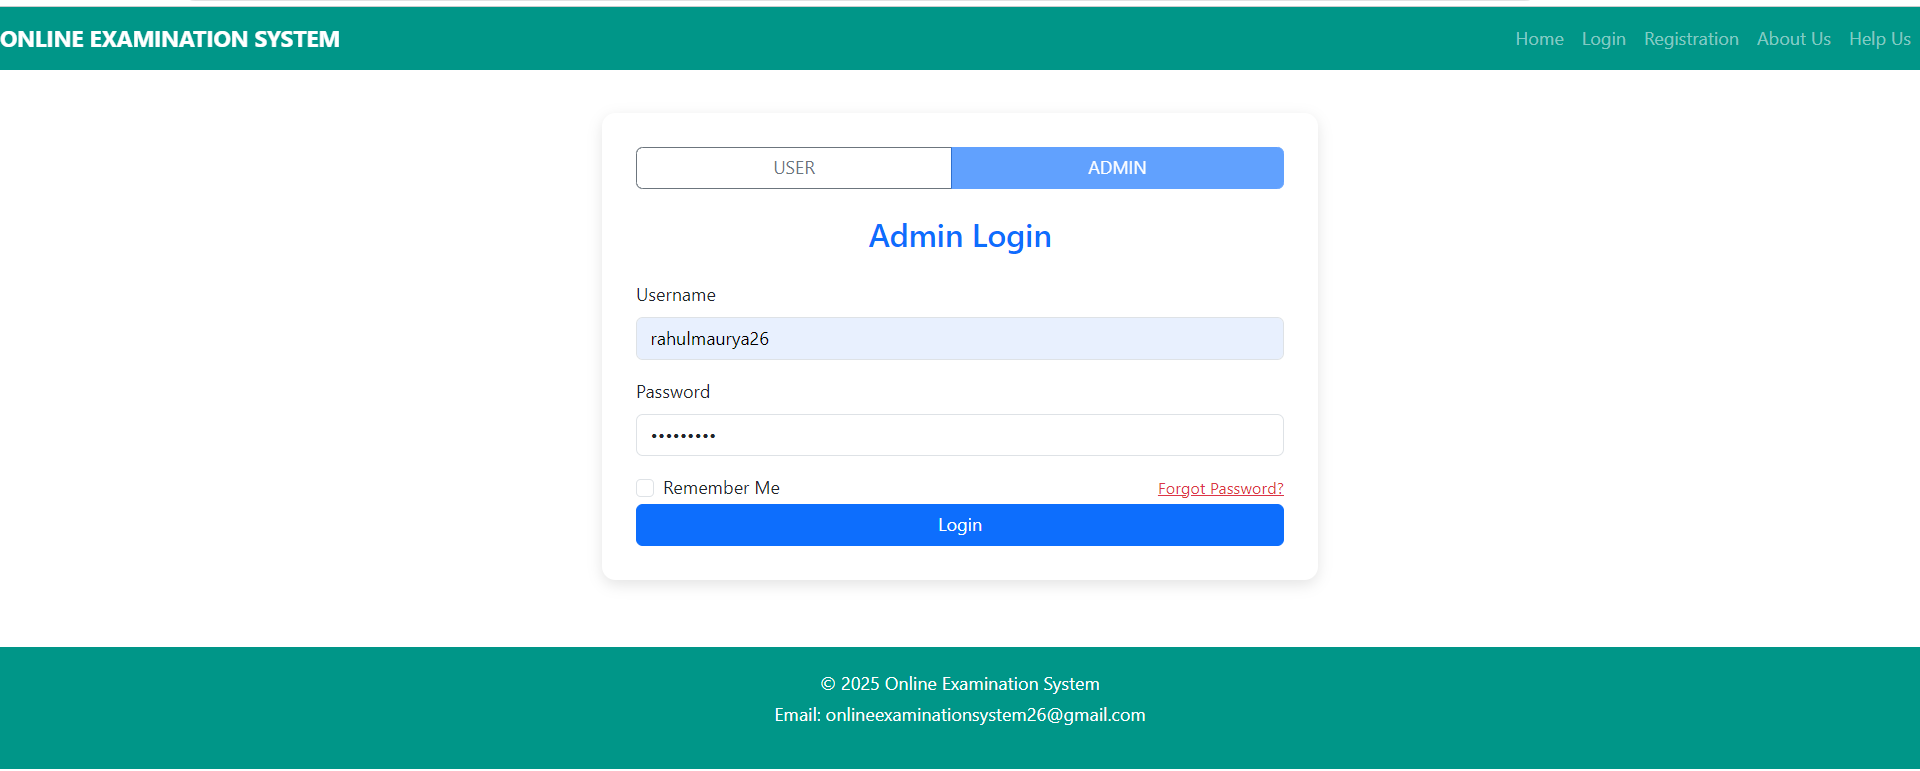 ONLINE EXAMINATION SYSTEM
Home Login Registration About Us Help Us
USER ADMIN
Admin Login
Username
rahulmaurya26
Password
•••••••••
Remember Me Forgot Password?
Login
© 2025 Online Examination System
Email: onlineexaminationsystem26@gmail.com